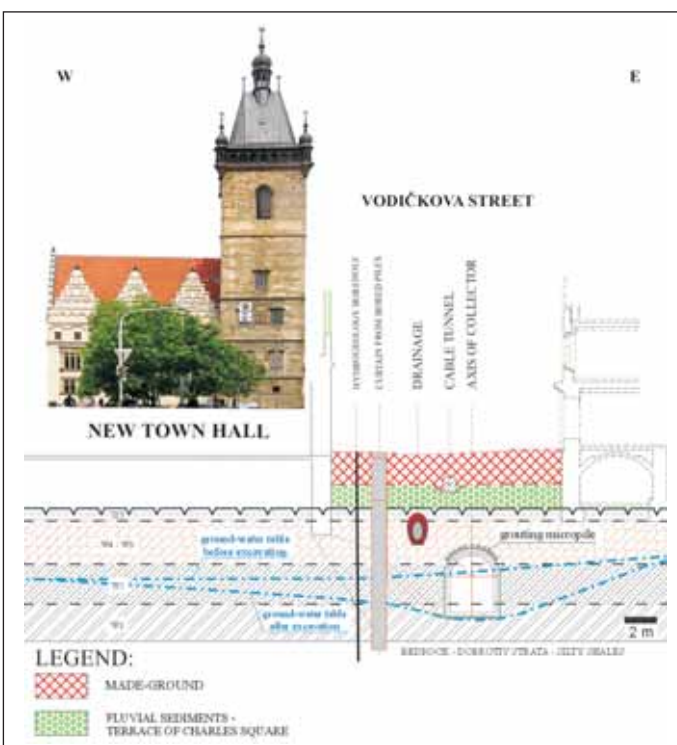 W
E
VODIČKOVA STREET
HYDROGEOLOGY BOREHOLE
CURTAIN FROM BORED PILES
DRAINAGE
CABLE TUNNEL
AXIS OF COLLECTOR
NEW TOWN HALL
ground-water table
before excavation
grouting micropile
ground-water table
after excavation
2 m
BEDROCK - DOBROTIV STRATA - SILTY SHALES
LEGEND:
MADE-GROUND
FLUVIAL SEDIMENTS -
TERRACE OF CHARLES SQUARE